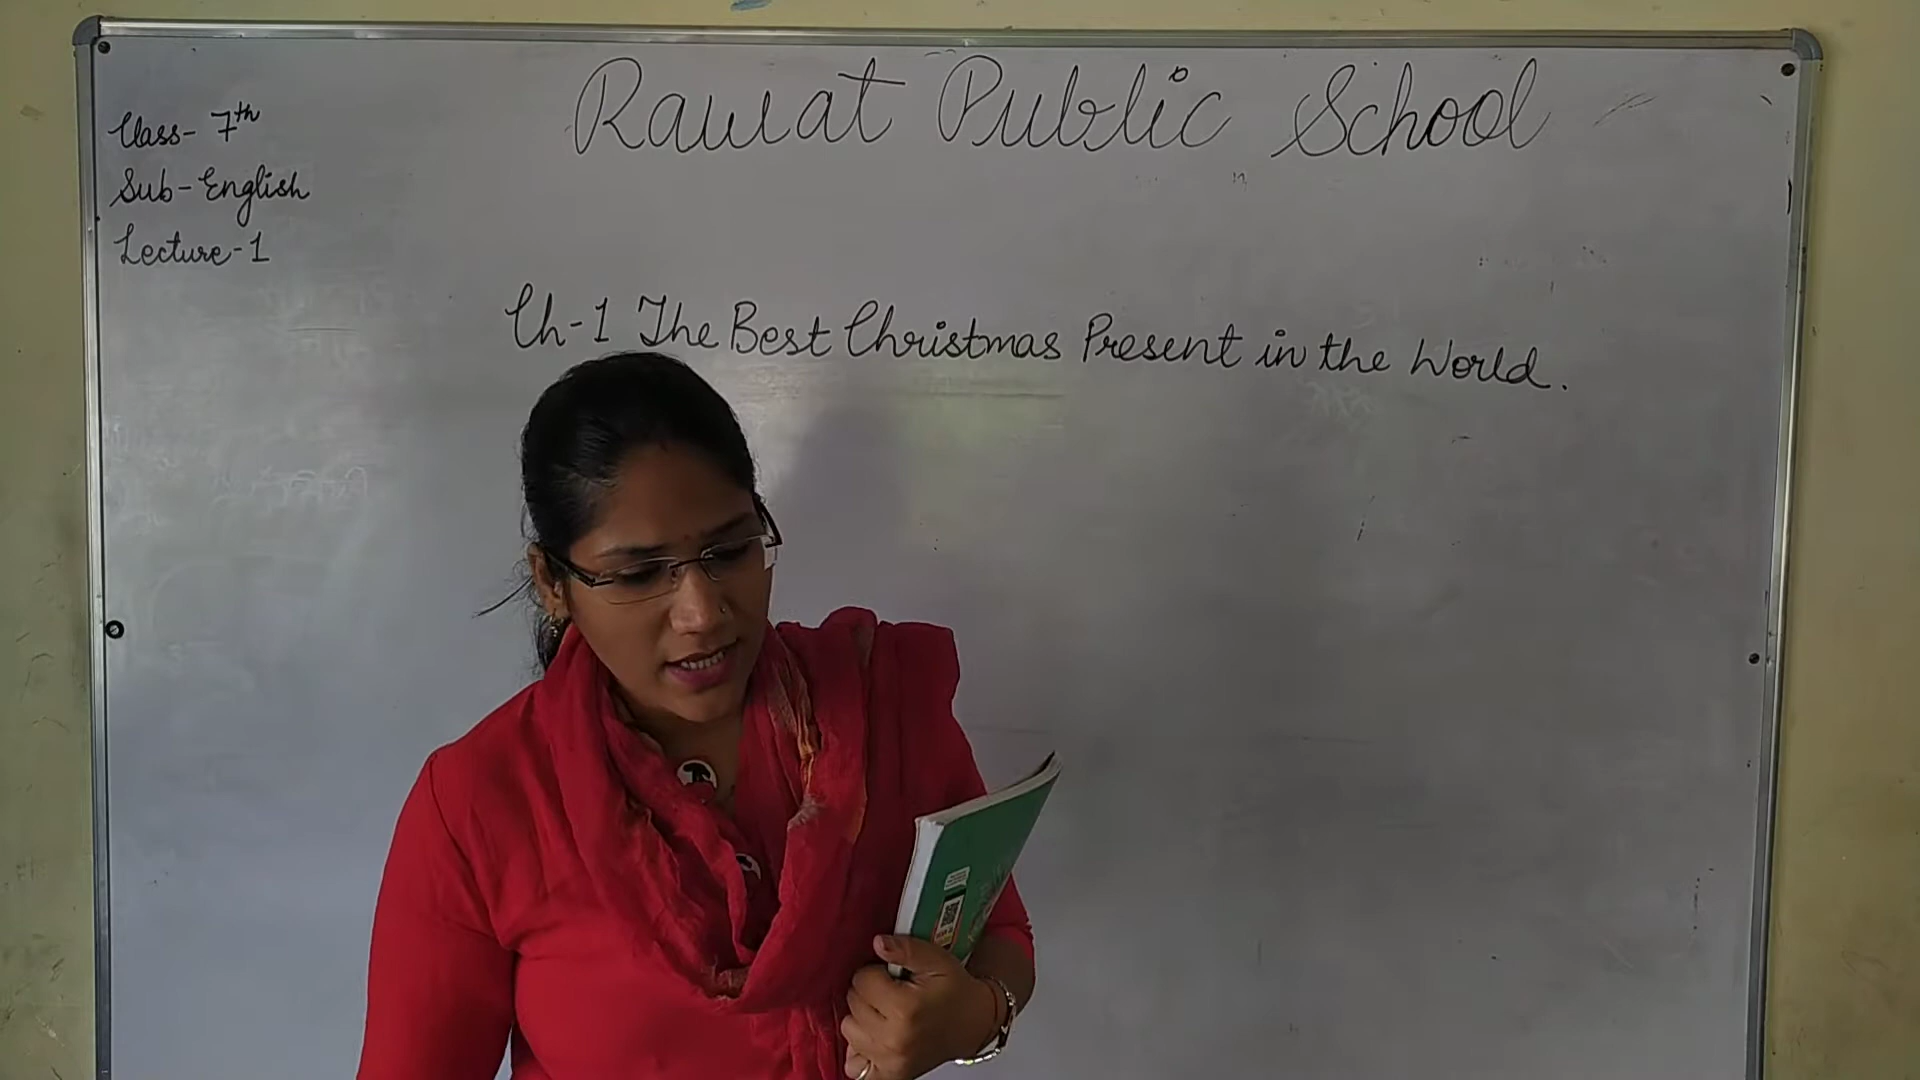 Rawat Public School
Class- 7th
Sub- English
Lecture-1
Ch-1 The Best Christmas Present in the World.